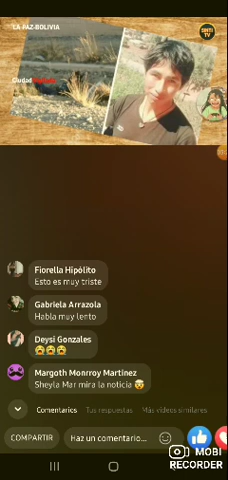 LA PAZ-BOLIVIA
TV
Ciudad
Fiorella Hipólito
Esto es muy triste
Gabriela Arrazola
Habla muy lento
Deysi Gonzales
😭😭😭
Margoth Monrroy Martinez
Sheyla Mar mira la noticia 🤯
Comentarios Tus respuestas Más videos similares
COMPARTIR Haz un comentario...
MOBI
RECORDER